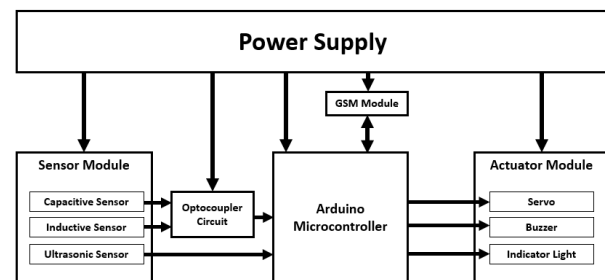 Power Supply
GSM Module
Sensor Module
Capacitive Sensor
Inductive Sensor
Ultrasonic Sensor
Optocoupler
Circuit
Arduino
Microcontroller
Actuator Module
Servo
Buzzer
Indicator Light